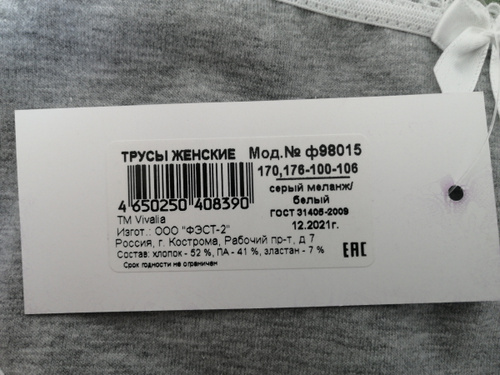 ТРУСЫ ЖЕНСКИЕ Мод.№ ф98015
170,176-100-106
серый меланж/
белый
ГОСТ 31405-2009
12.2021г.
4 650250 408390
ТМ Vivalia
Изгот.: ООО "ФЭСТ-2"
Россия, г. Кострома, Рабочий пр-т, д 7
Состав: хлопок - 52 %, ПА - 41 %, эластан - 7 %
Срок годности не ограничен
ЕАС